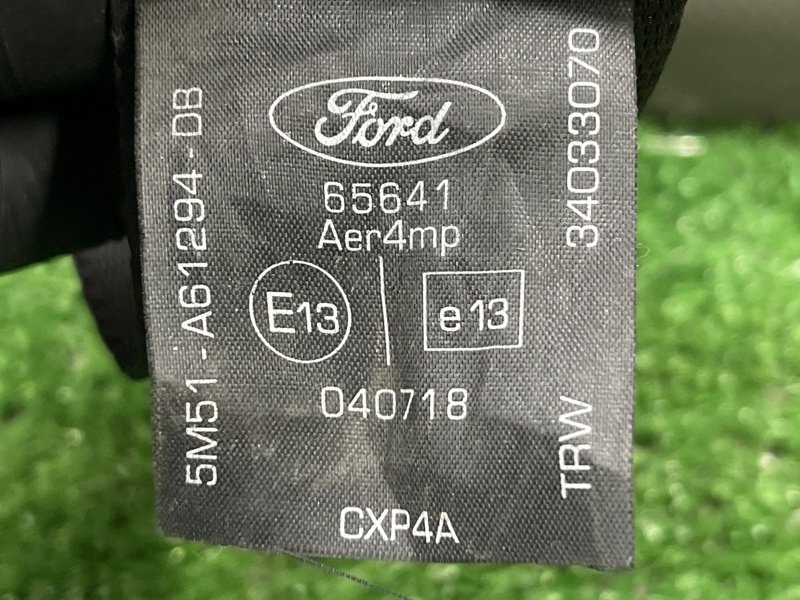 Ford
65641
Aer4mp
E13
e13
040718
CXP4A
5M51-A61294-DB
34033070
TRW